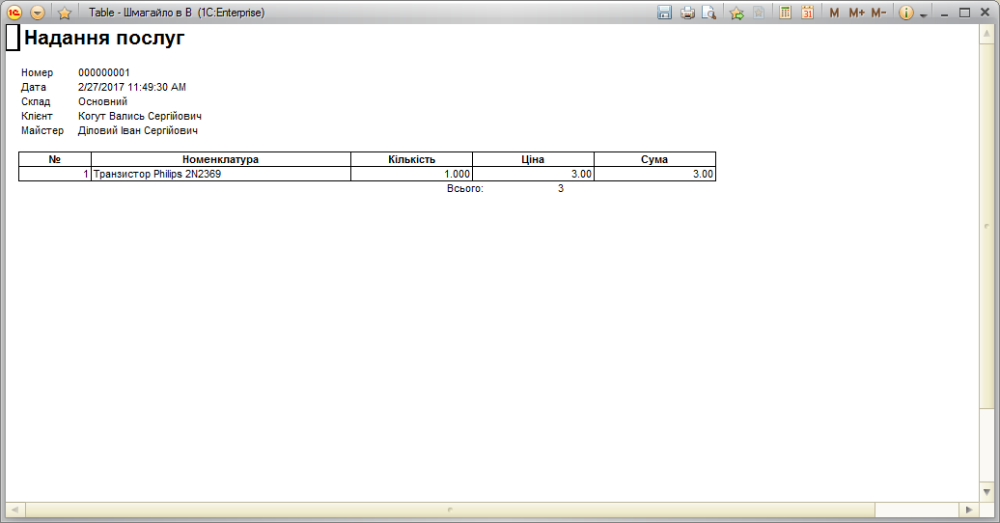 Table - Шмагайло в В (1C:Enterprise)
M M+ M-
31
Надання послуг
Номер 000000001
Дата 2/27/2017 11:49:30 AM
Склад Основний
Клієнт Когут Вались Сергійович
Майстер Діловий Іван Сергійович
№ Номенклатура Кількість Ціна Сума
1 Транзистор Philips 2N2369 1.000 3.00 3.00
Всього: 3